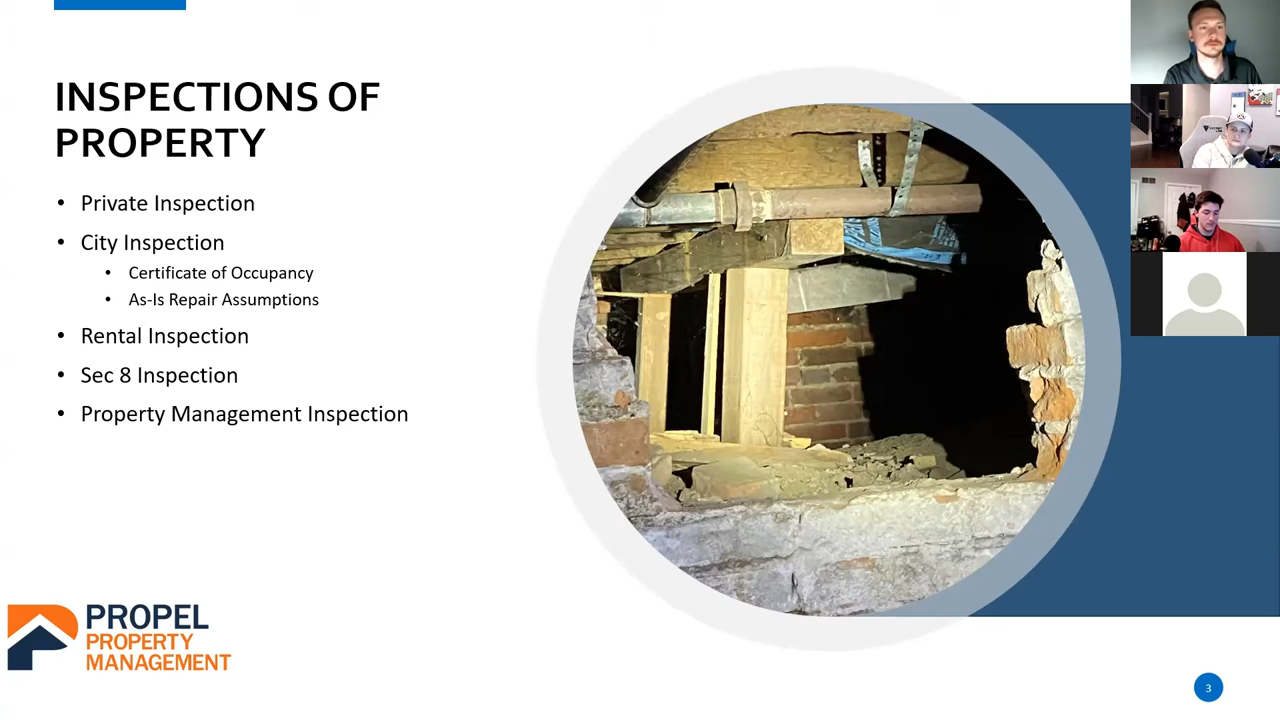 INSPECTIONS OF
PROPERTY
• Private Inspection
• City Inspection
• Certificate of Occupancy
• As-Is Repair Assumptions
• Rental Inspection
• Sec 8 Inspection
• Property Management Inspection
PROPEL
PROPERTY
MANAGEMENT
3